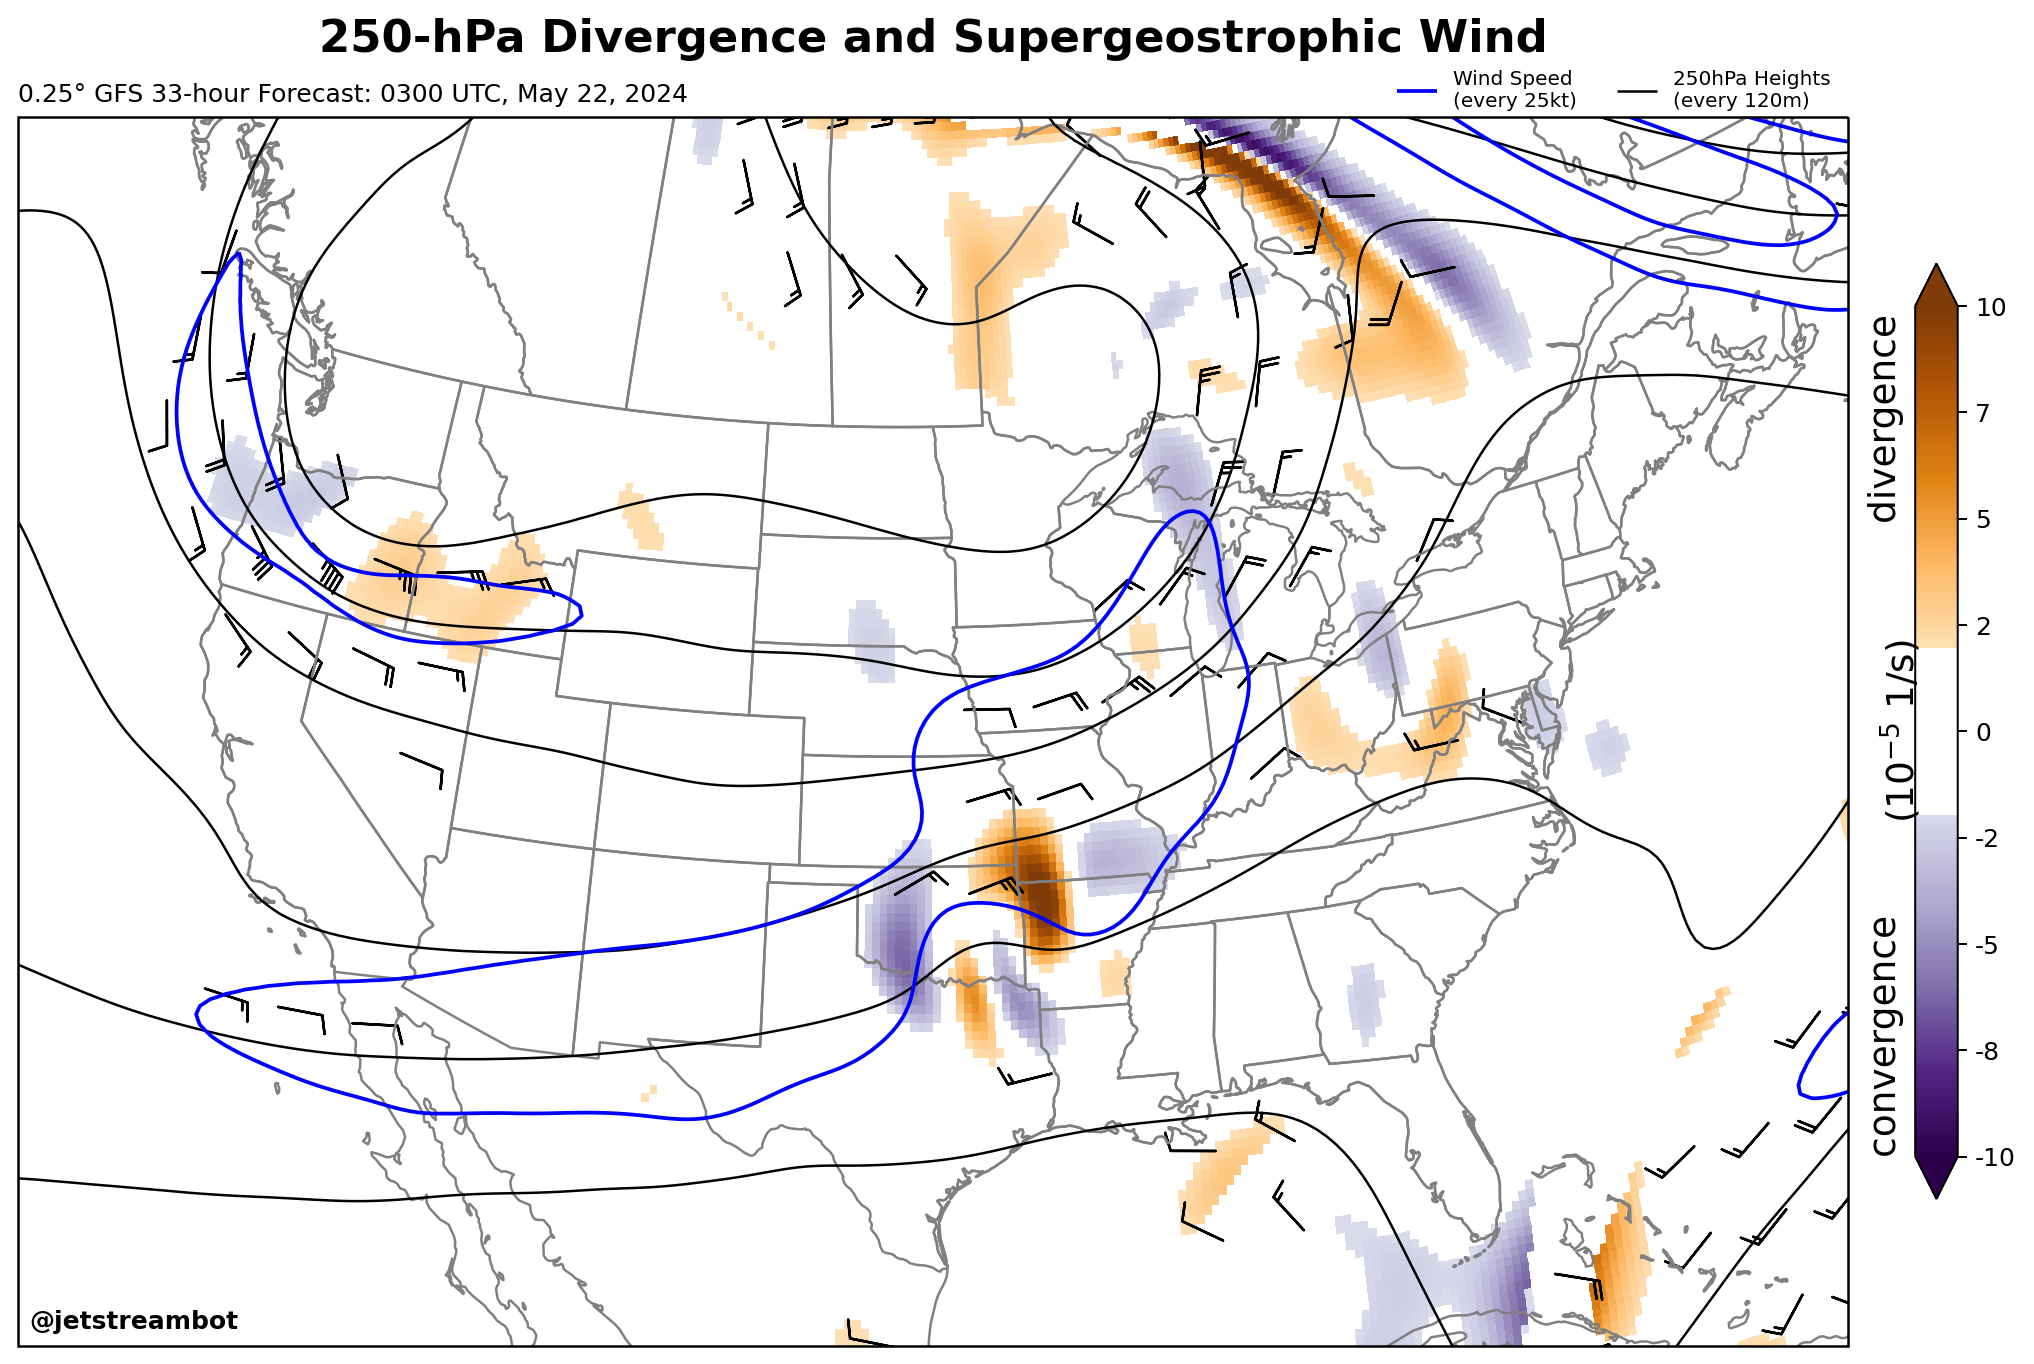 250-hPa Divergence and Supergeostrophic Wind
0.25° GFS 33-hour Forecast: 0300 UTC, May 22, 2024
Wind Speed
(every 25kt)
250hPa Heights
(every 120m)
10
7
5
2
0
-2
-5
-8
-10
divergence
(10⁻⁵ 1/s)
convergence
@jetstreambot